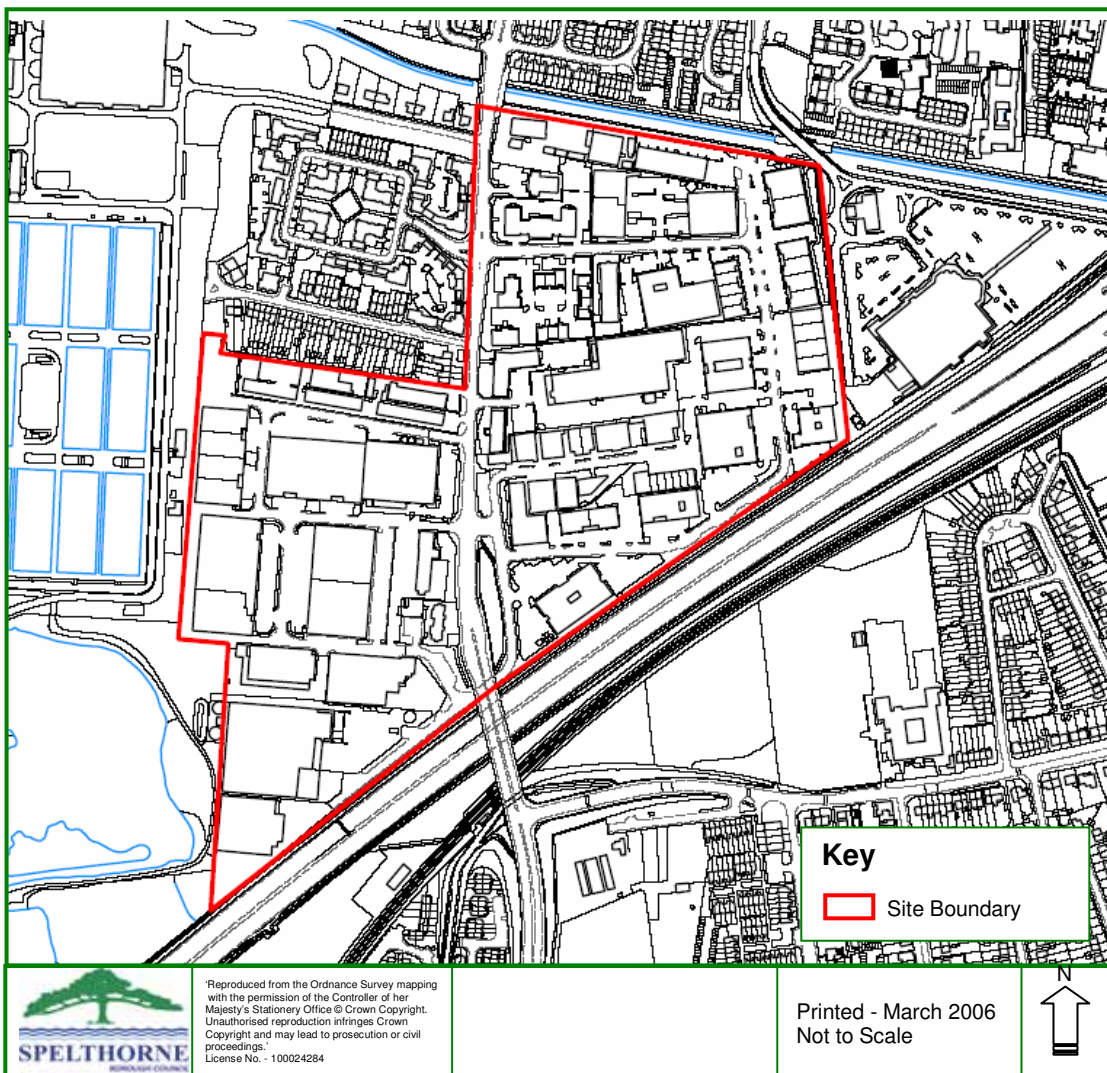 Key
Site Boundary
SPELTHORNE
BOROUGH COUNCIL
'Reproduced from the Ordnance Survey mapping
with the permission of the Controller of her
Majesty's Stationery Office © Crown Copyright.
Unauthorised reproduction infringes Crown
Copyright and may lead to prosecution or civil
proceedings.'
License No. - 100024284
Printed - March 2006
Not to Scale
N